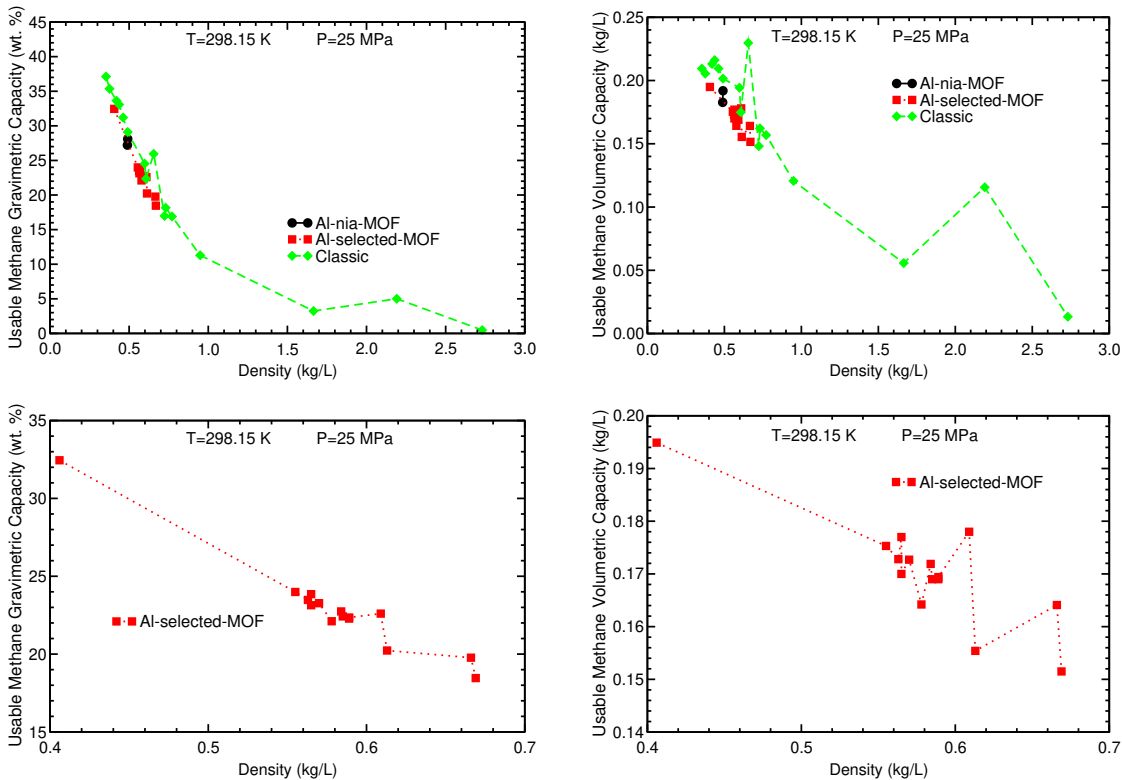 Usable Methane Gravimetric Capacity (wt. %)
45
40
35
30
25
20
15
10
5
0
T=298.15 K P=25 MPa
Al-nia-MOF
Al-selected-MOF
Classic
0.0 0.5 1.0 1.5 2.0 2.5 3.0
Density (kg/L)
Usable Methane Volumetric Capacity (kg/L)
0.25
0.20
0.15
0.10
0.05
0.00
T=298.15 K P=25 MPa
Al-nia-MOF
Al-selected-MOF
Classic
0.0 0.5 1.0 1.5 2.0 2.5 3.0
Density (kg/L)
Usable Methane Gravimetric Capacity (wt. %)
35
30
25
20
15
T=298.15 K P=25 MPa
Al-selected-MOF
0.4 0.5 0.6 0.7
Density (kg/L)
Usable Methane Volumetric Capacity (kg/L)
0.20
0.19
0.18
0.17
0.16
0.15
0.14
T=298.15 K P=25 MPa
Al-selected-MOF
0.4 0.5 0.6 0.7
Density (kg/L)